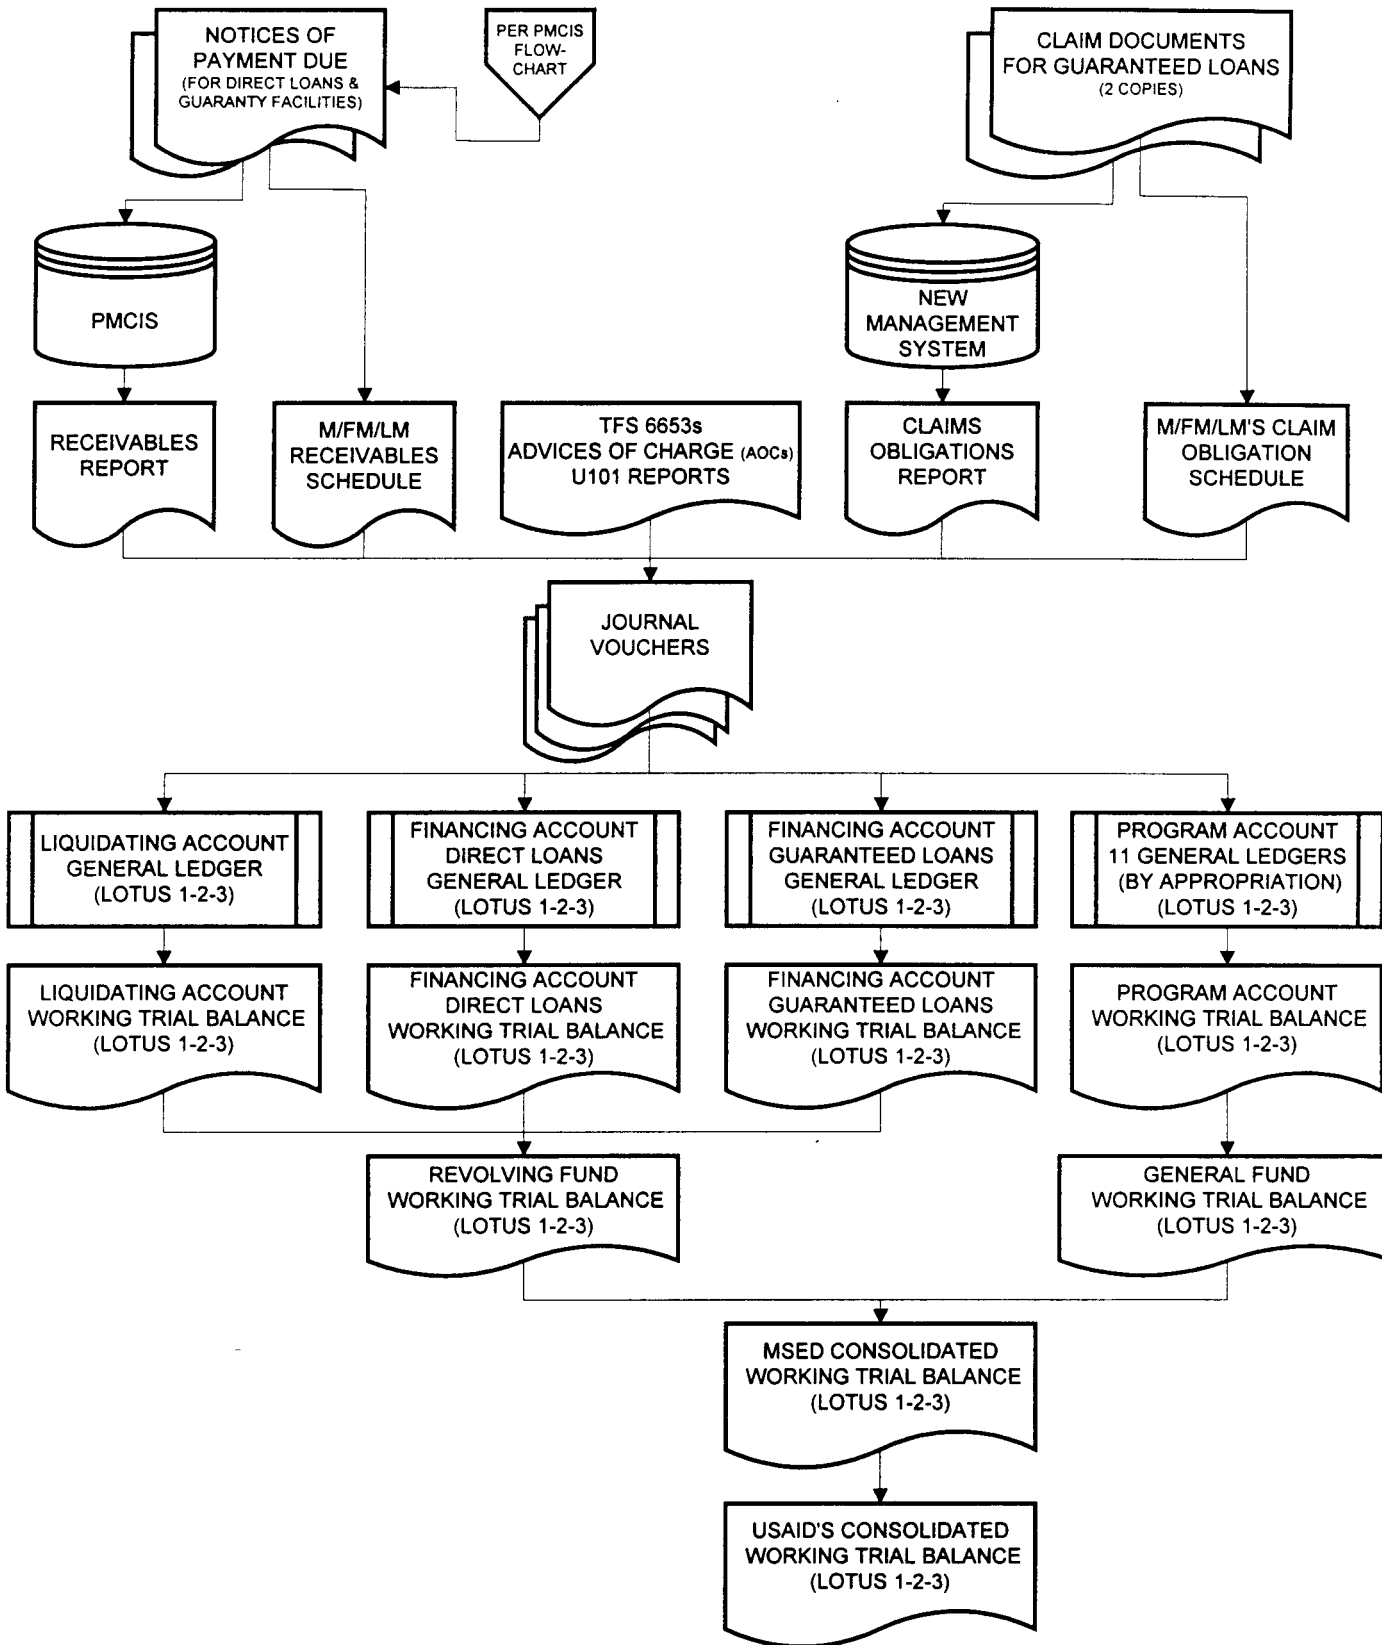 NOTICES OF
PAYMENT DUE
(FOR DIRECT LOANS &
GUARANTY FACILITIES)
PER PMCIS
FLOW-
CHART
CLAIM DOCUMENTS
FOR GUARANTEED LOANS
(2 COPIES)
PMCIS
NEW
MANAGEMENT
SYSTEM
RECEIVABLES
REPORT
M/FM/LM
RECEIVABLES
SCHEDULE
TFS 6653s
ADVICES OF CHARGE (AOCs)
U101 REPORTS
CLAIMS
OBLIGATIONS
REPORT
M/FM/LM'S CLAIM
OBLIGATION
SCHEDULE
JOURNAL
VOUCHERS
LIQUIDATING ACCOUNT
GENERAL LEDGER
(LOTUS 1-2-3)
FINANCING ACCOUNT
DIRECT LOANS
GENERAL LEDGER
(LOTUS 1-2-3)
FINANCING ACCOUNT
GUARANTEED LOANS
GENERAL LEDGER
(LOTUS 1-2-3)
PROGRAM ACCOUNT
11 GENERAL LEDGERS
(BY APPROPRIATION)
(LOTUS 1-2-3)
LIQUIDATING ACCOUNT
WORKING TRIAL BALANCE
(LOTUS 1-2-3)
FINANCING ACCOUNT
DIRECT LOANS
WORKING TRIAL BALANCE
(LOTUS 1-2-3)
FINANCING ACCOUNT
GUARANTEED LOANS
WORKING TRIAL BALANCE
(LOTUS 1-2-3)
PROGRAM ACCOUNT
WORKING TRIAL BALANCE
(LOTUS 1-2-3)
REVOLVING FUND
WORKING TRIAL BALANCE
(LOTUS 1-2-3)
GENERAL FUND
WORKING TRIAL BALANCE
(LOTUS 1-2-3)
MSED CONSOLIDATED
WORKING TRIAL BALANCE
(LOTUS 1-2-3)
USAID'S CONSOLIDATED
WORKING TRIAL BALANCE
(LOTUS 1-2-3)